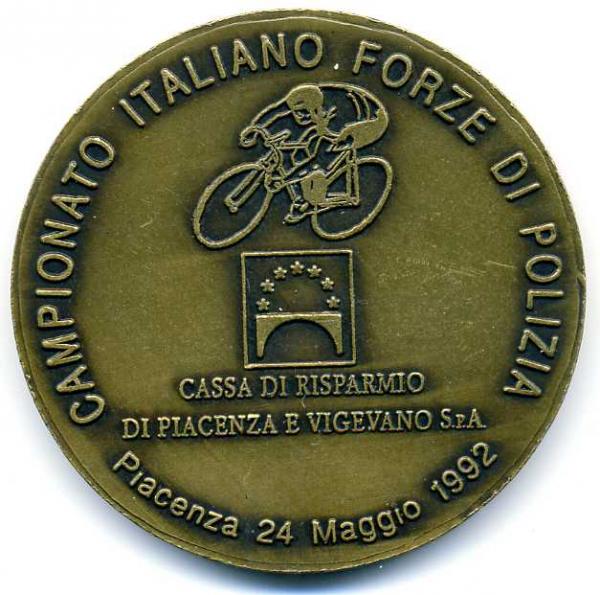 CAMPIONATO ITALIANO FORZE DI POLIZIA
CASSA DI RISPARMIO
DI PIACENZA E VIGEVANO S.P.A.
Piacenza 24 Maggio 1992